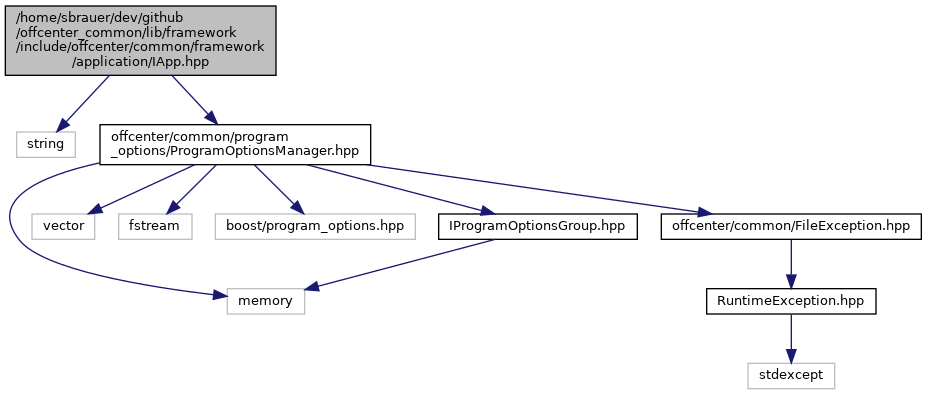 /home/sbrauer/dev/github
/offcenter_common/lib/framework
/include/offcenter/common/framework
/application/IApp.hpp
string
offcenter/common/program
_options/ProgramOptionsManager.hpp
vector
fstream
boost/program_options.hpp
IProgramOptionsGroup.hpp
offcenter/common/FileException.hpp
memory
RuntimeException.hpp
stdexcept